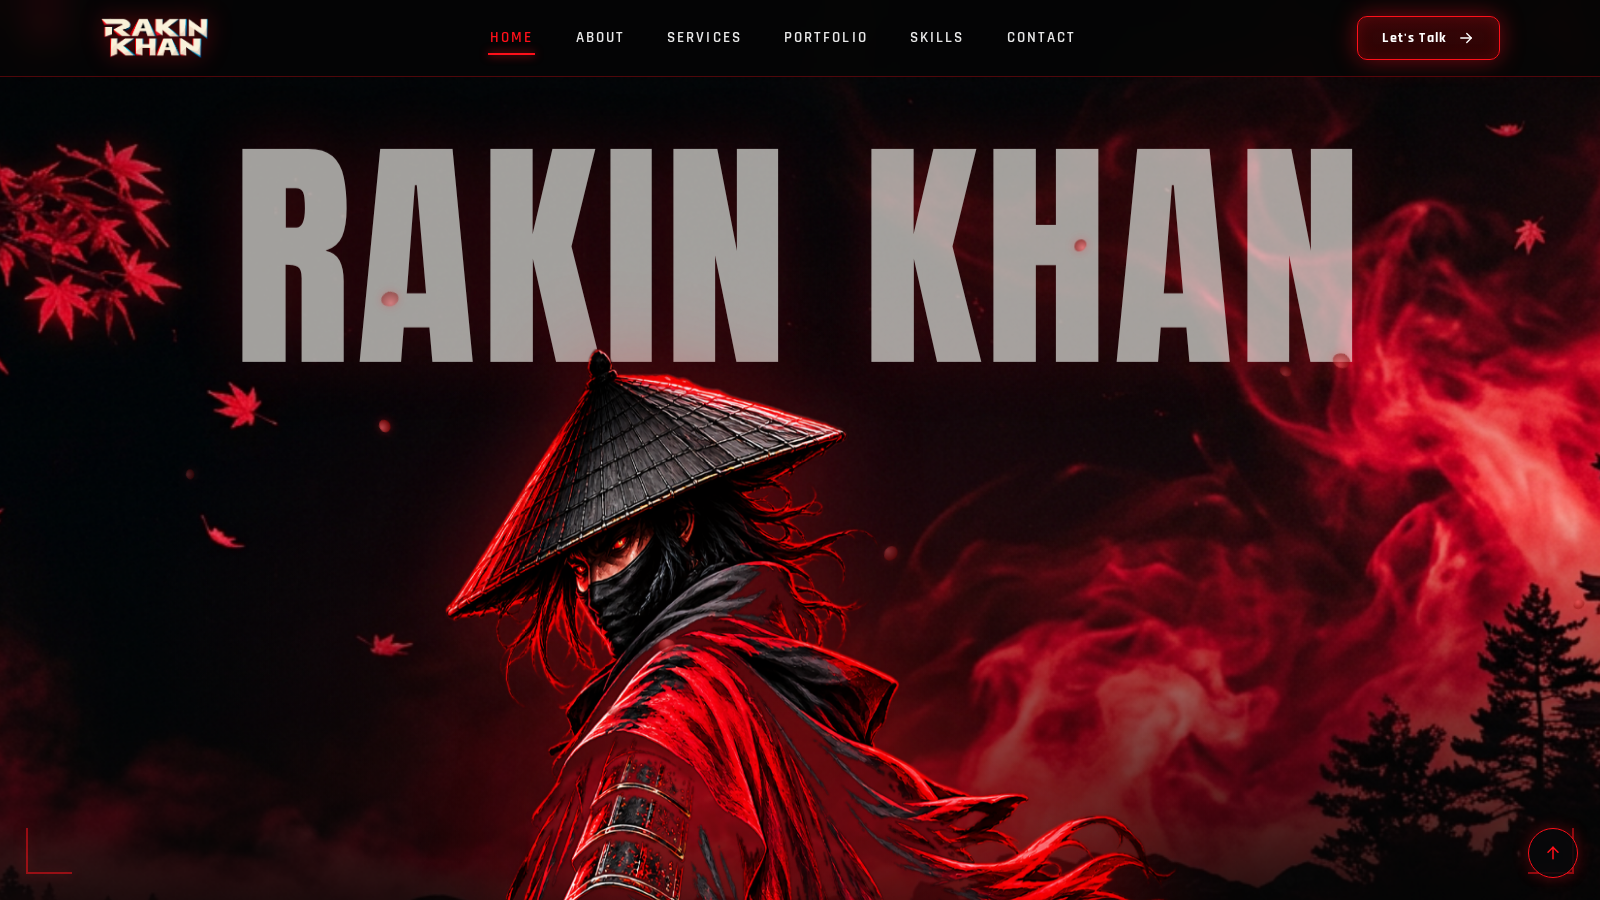 RAKIN
KHAN
HOME
ABOUT
SERVICES
PORTFOLIO
SKILLS
CONTACT
Let's Talk
RAKIN KHAN